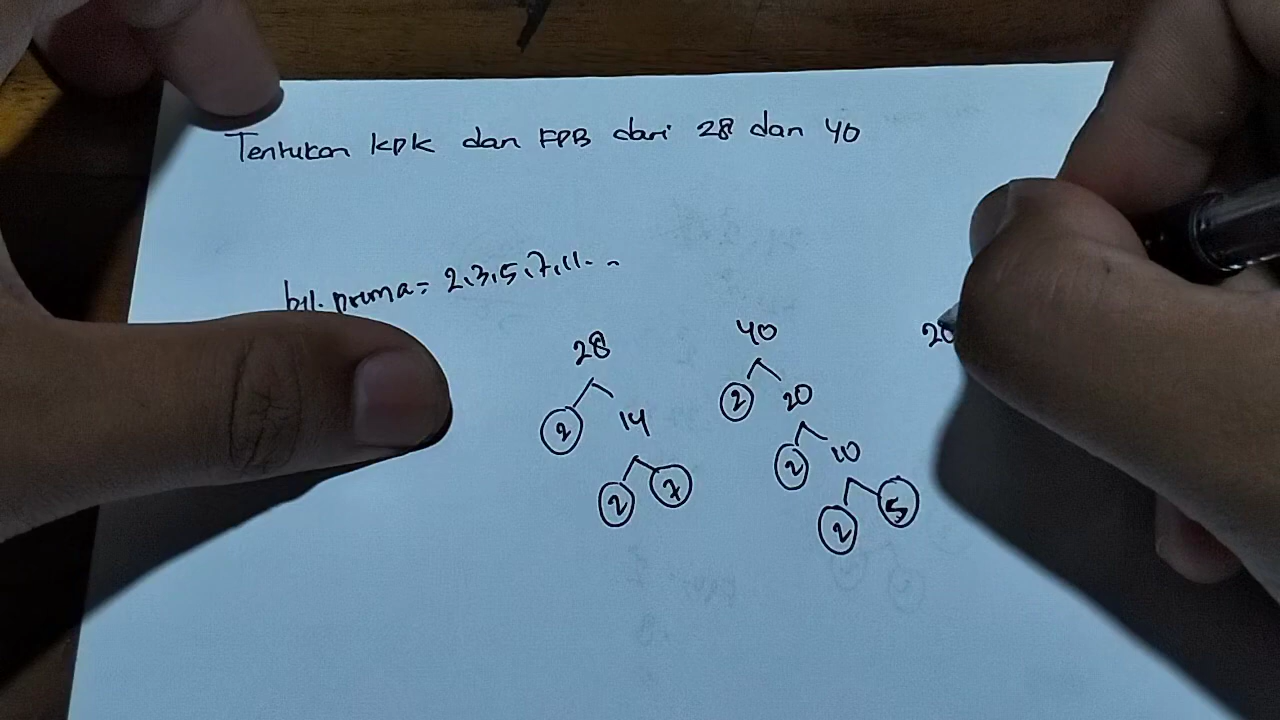 Tentukan KPK dan FPB dari 28 dan 40
bil. prima = 2,3,5,7,11...
28 40
2 14 2 20
2 7 2 10
2 5